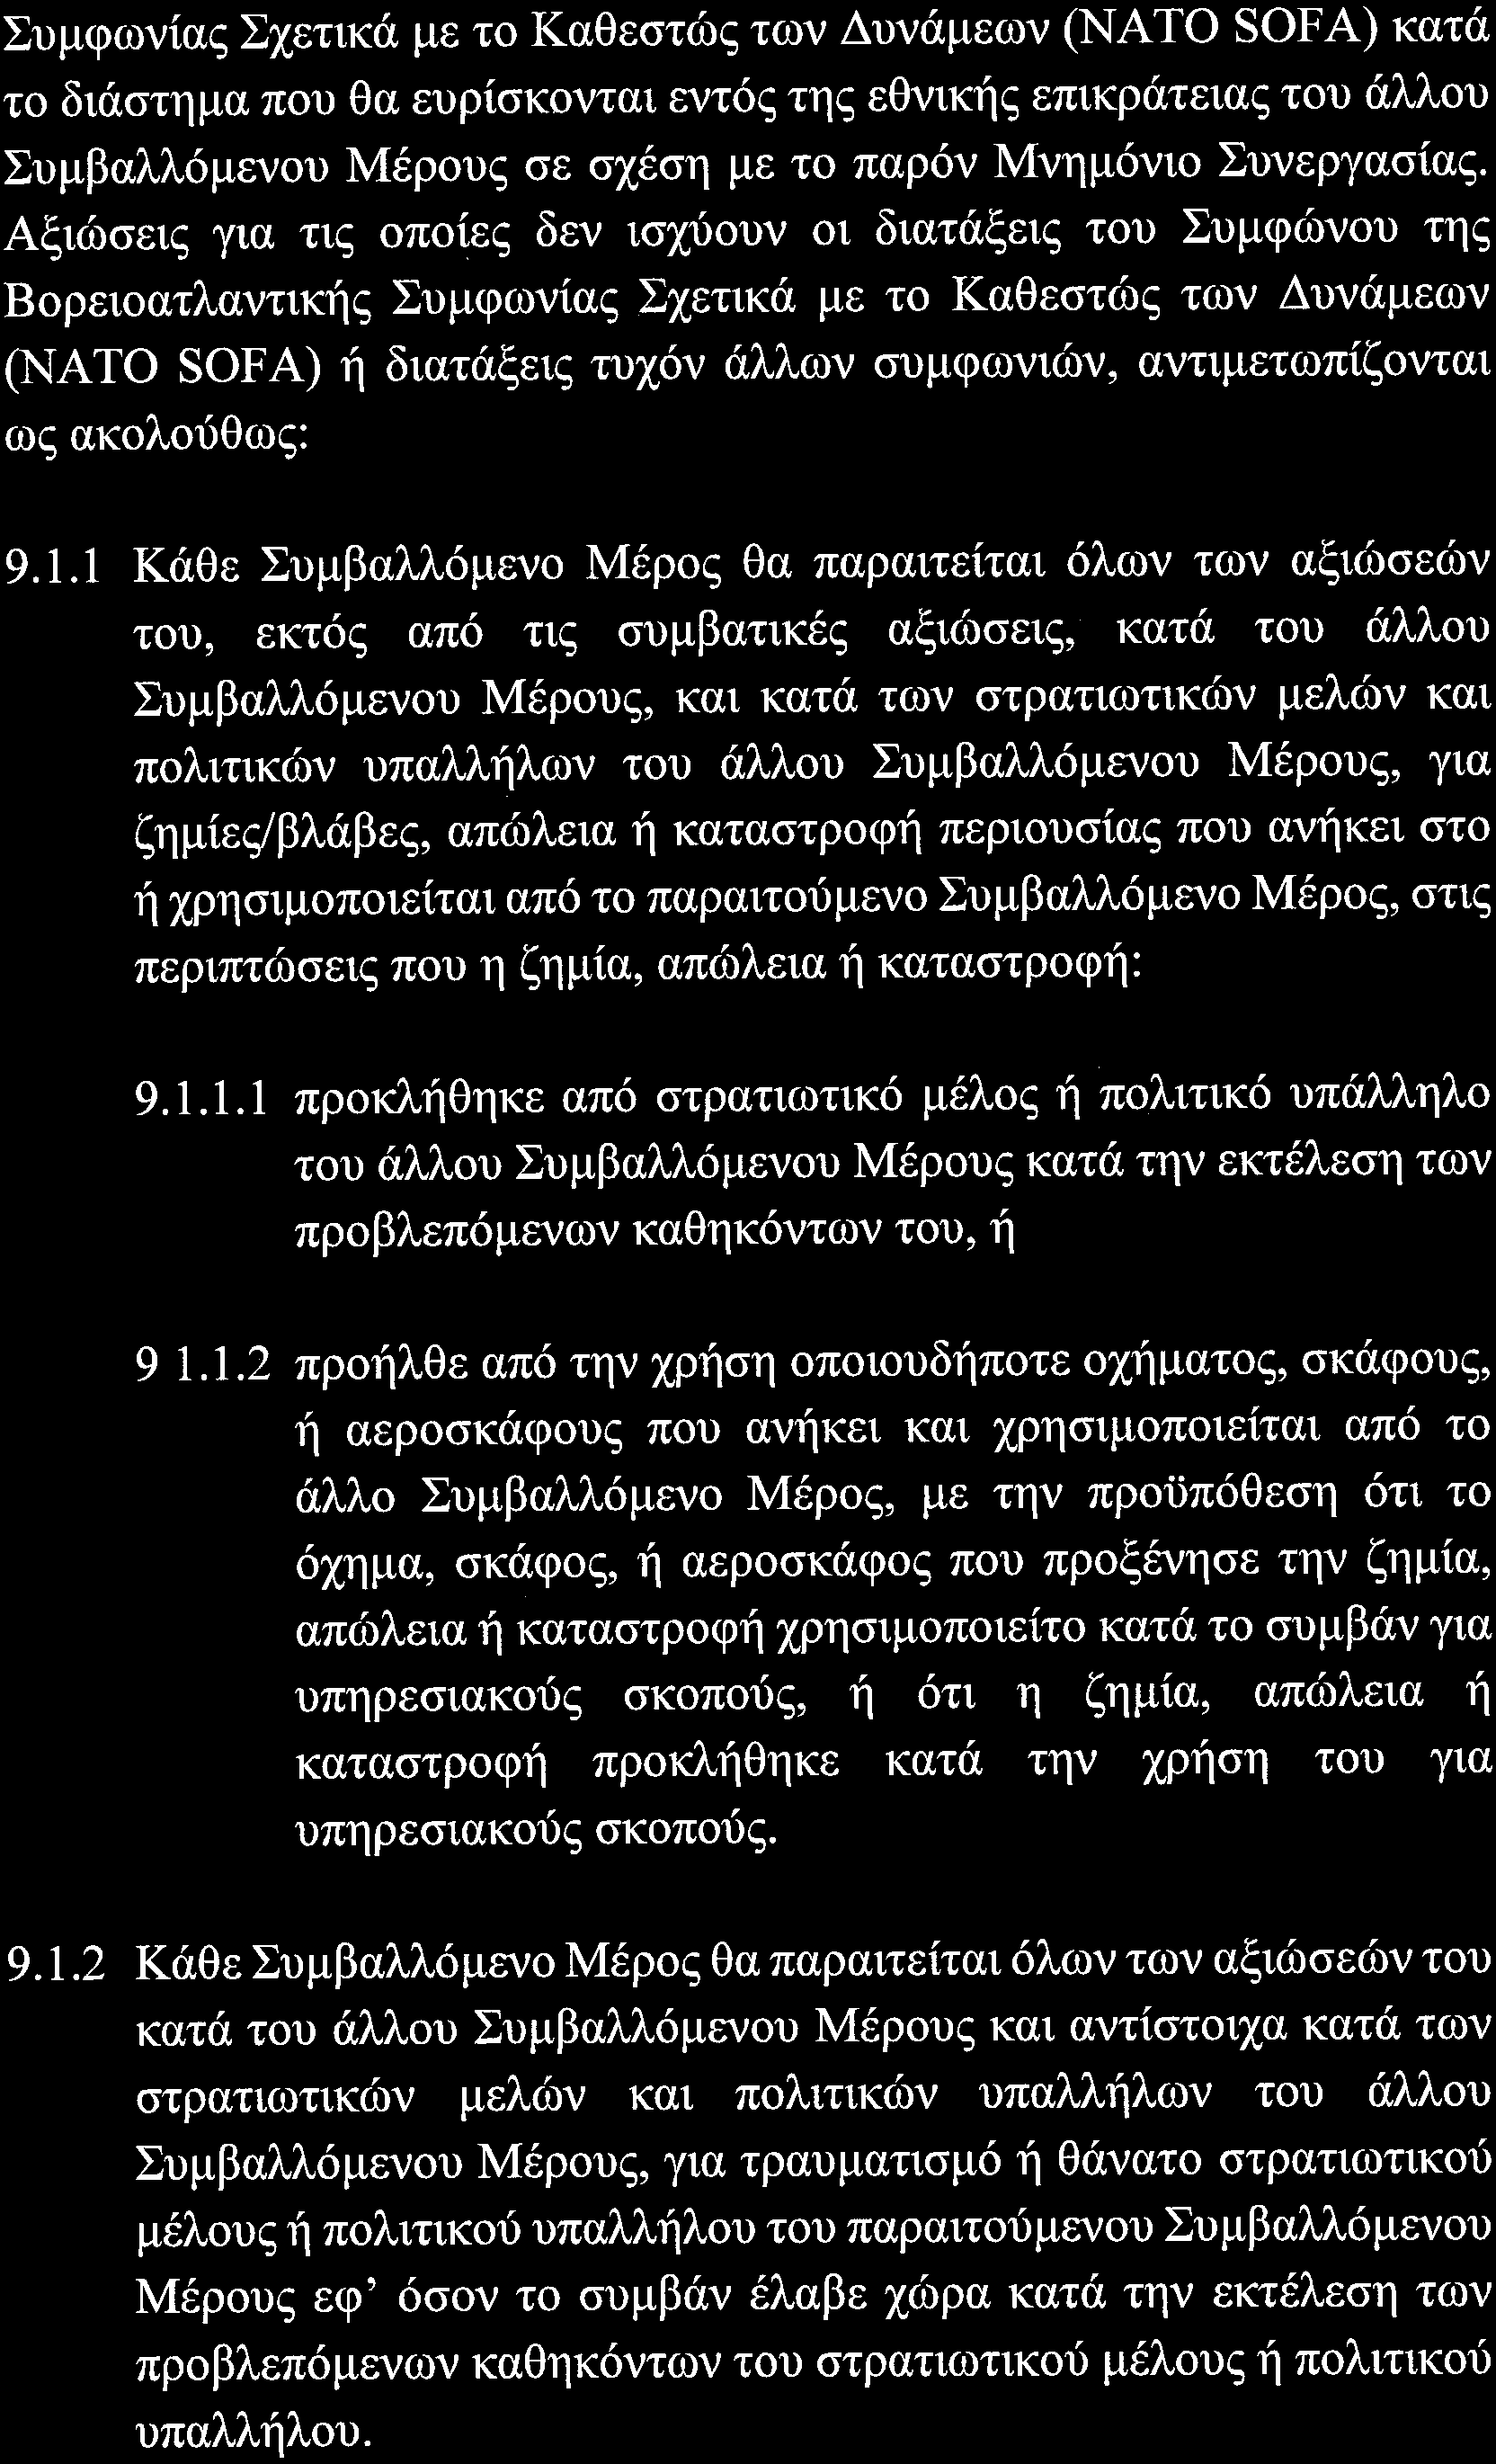 Συμφωνίας Σχετικά με το Καθεστώς των Δυνάμεων (NATO SOFA) κατά
το διάστημα που θα ευρίσκονται εντός της εθνικής επικράτειας του άλλου
Συμβαλλόμενου Μέρους σε σχέση με το παρόν Μνημόνιο Συνεργασίας.
Αξιώσεις για τις οποίες δεν ισχύουν οι διατάξεις του Συμφώνου της
Βορειοατλαντικής Συμφωνίας Σχετικά με το Καθεστώς των Δυνάμεων
(NATO SOFA) ή διατάξεις τυχόν άλλων συμφωνιών, αντιμετωπίζονται
ως ακολούθως:
9.1.1 Κάθε Συμβαλλόμενο Μέρος θα παραιτείται όλων των αξιώσεών
του, εκτός από τις συμβατικές αξιώσεις, κατά του άλλου
Συμβαλλόμενου Μέρους, και κατά των στρατιωτικών μελών και
πολιτικών υπαλλήλων του άλλου Συμβαλλόμενου Μέρους, για
ζημίες/βλάβες, απώλεια ή καταστροφή περιουσίας που ανήκει στο
ή χρησιμοποιείται από το παραιτούμενο Συμβαλλόμενο Μέρος, στις
περιπτώσεις που η ζημία, απώλεια ή καταστροφή:
9.1.1.1 προκλήθηκε από στρατιωτικό μέλος ή πολιτικό υπάλληλο
του άλλου Συμβαλλόμενου Μέρους κατά την εκτέλεση των
προβλεπόμενων καθηκόντων του, ή
9 1.1.2 προήλθε από την χρήση οποιουδήποτε οχήματος, σκάφους,
ή αεροσκάφους που ανήκει και χρησιμοποιείται από το
άλλο Συμβαλλόμενο Μέρος, με την προϋπόθεση ότι το
όχημα, σκάφος, ή αεροσκάφος που προξένησε την ζημία,
απώλεια ή καταστροφή χρησιμοποιείτο κατά το συμβάν για
υπηρεσιακούς σκοπούς, ή ότι η ζημία, απώλεια ή
καταστροφή προκλήθηκε κατά την χρήση του για
υπηρεσιακούς σκοπούς.
9.1.2 Κάθε Συμβαλλόμενο Μέρος θα παραιτείται όλων των αξιώσεών του
κατά του άλλου Συμβαλλόμενου Μέρους και αντίστοιχα κατά των
στρατιωτικών μελών και πολιτικών υπαλλήλων του άλλου
Συμβαλλόμενου Μέρους, για τραυματισμό ή θάνατο στρατιωτικού
μέλους ή πολιτικού υπαλλήλου του παραιτούμενου Συμβαλλόμενου
Μέρους εφ’ όσον το συμβάν έλαβε χώρα κατά την εκτέλεση των
προβλεπόμενων καθηκόντων του στρατιωτικού μέλους ή πολιτικού
υπαλλήλου.